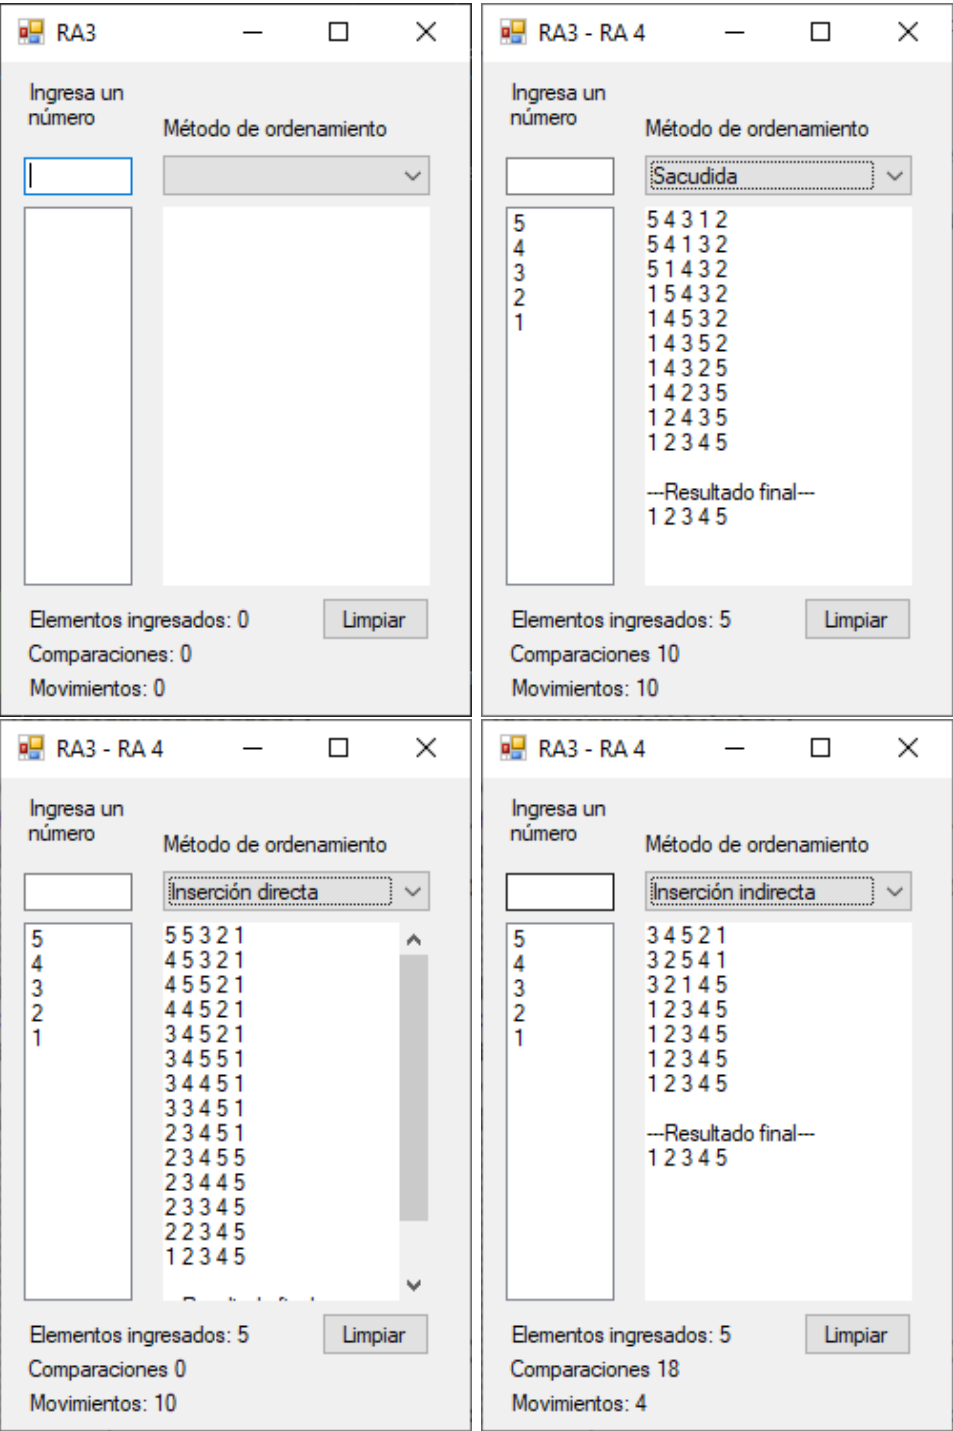 RA3
Ingresa un
número
Método de ordenamiento
Elementos ingresados: 0
Limpiar
Comparaciones: 0
Movimientos: 0
RA3 - RA 4
Ingresa un
número
Método de ordenamiento
Sacudida
5
4
3
2
1
5 4 3 1 2
5 4 1 3 2
5 1 4 3 2
1 5 4 3 2
1 4 5 3 2
1 4 3 5 2
1 4 3 2 5
1 4 2 3 5
1 2 4 3 5
1 2 3 4 5
---Resultado final---
1 2 3 4 5
Elementos ingresados: 5
Limpiar
Comparaciones 10
Movimientos: 10
RA3 - RA 4
Ingresa un
número
Método de ordenamiento
Inserción directa
5
4
3
2
1
5 5 3 2 1
4 5 3 2 1
4 5 5 2 1
4 4 5 2 1
3 4 5 2 1
3 4 5 5 1
3 4 4 5 1
3 3 4 5 1
2 3 4 5 1
2 3 4 5 5
2 3 4 4 5
2 3 3 4 5
2 2 3 4 5
1 2 3 4 5
Elementos ingresados: 5
Limpiar
Comparaciones 0
Movimientos: 10
RA3 - RA 4
Ingresa un
número
Método de ordenamiento
Inserción indirecta
5
4
3
2
1
3 4 5 2 1
3 2 5 4 1
3 2 1 4 5
1 2 3 4 5
1 2 3 4 5
1 2 3 4 5
1 2 3 4 5
---Resultado final---
1 2 3 4 5
Elementos ingresados: 5
Limpiar
Comparaciones 18
Movimientos: 4